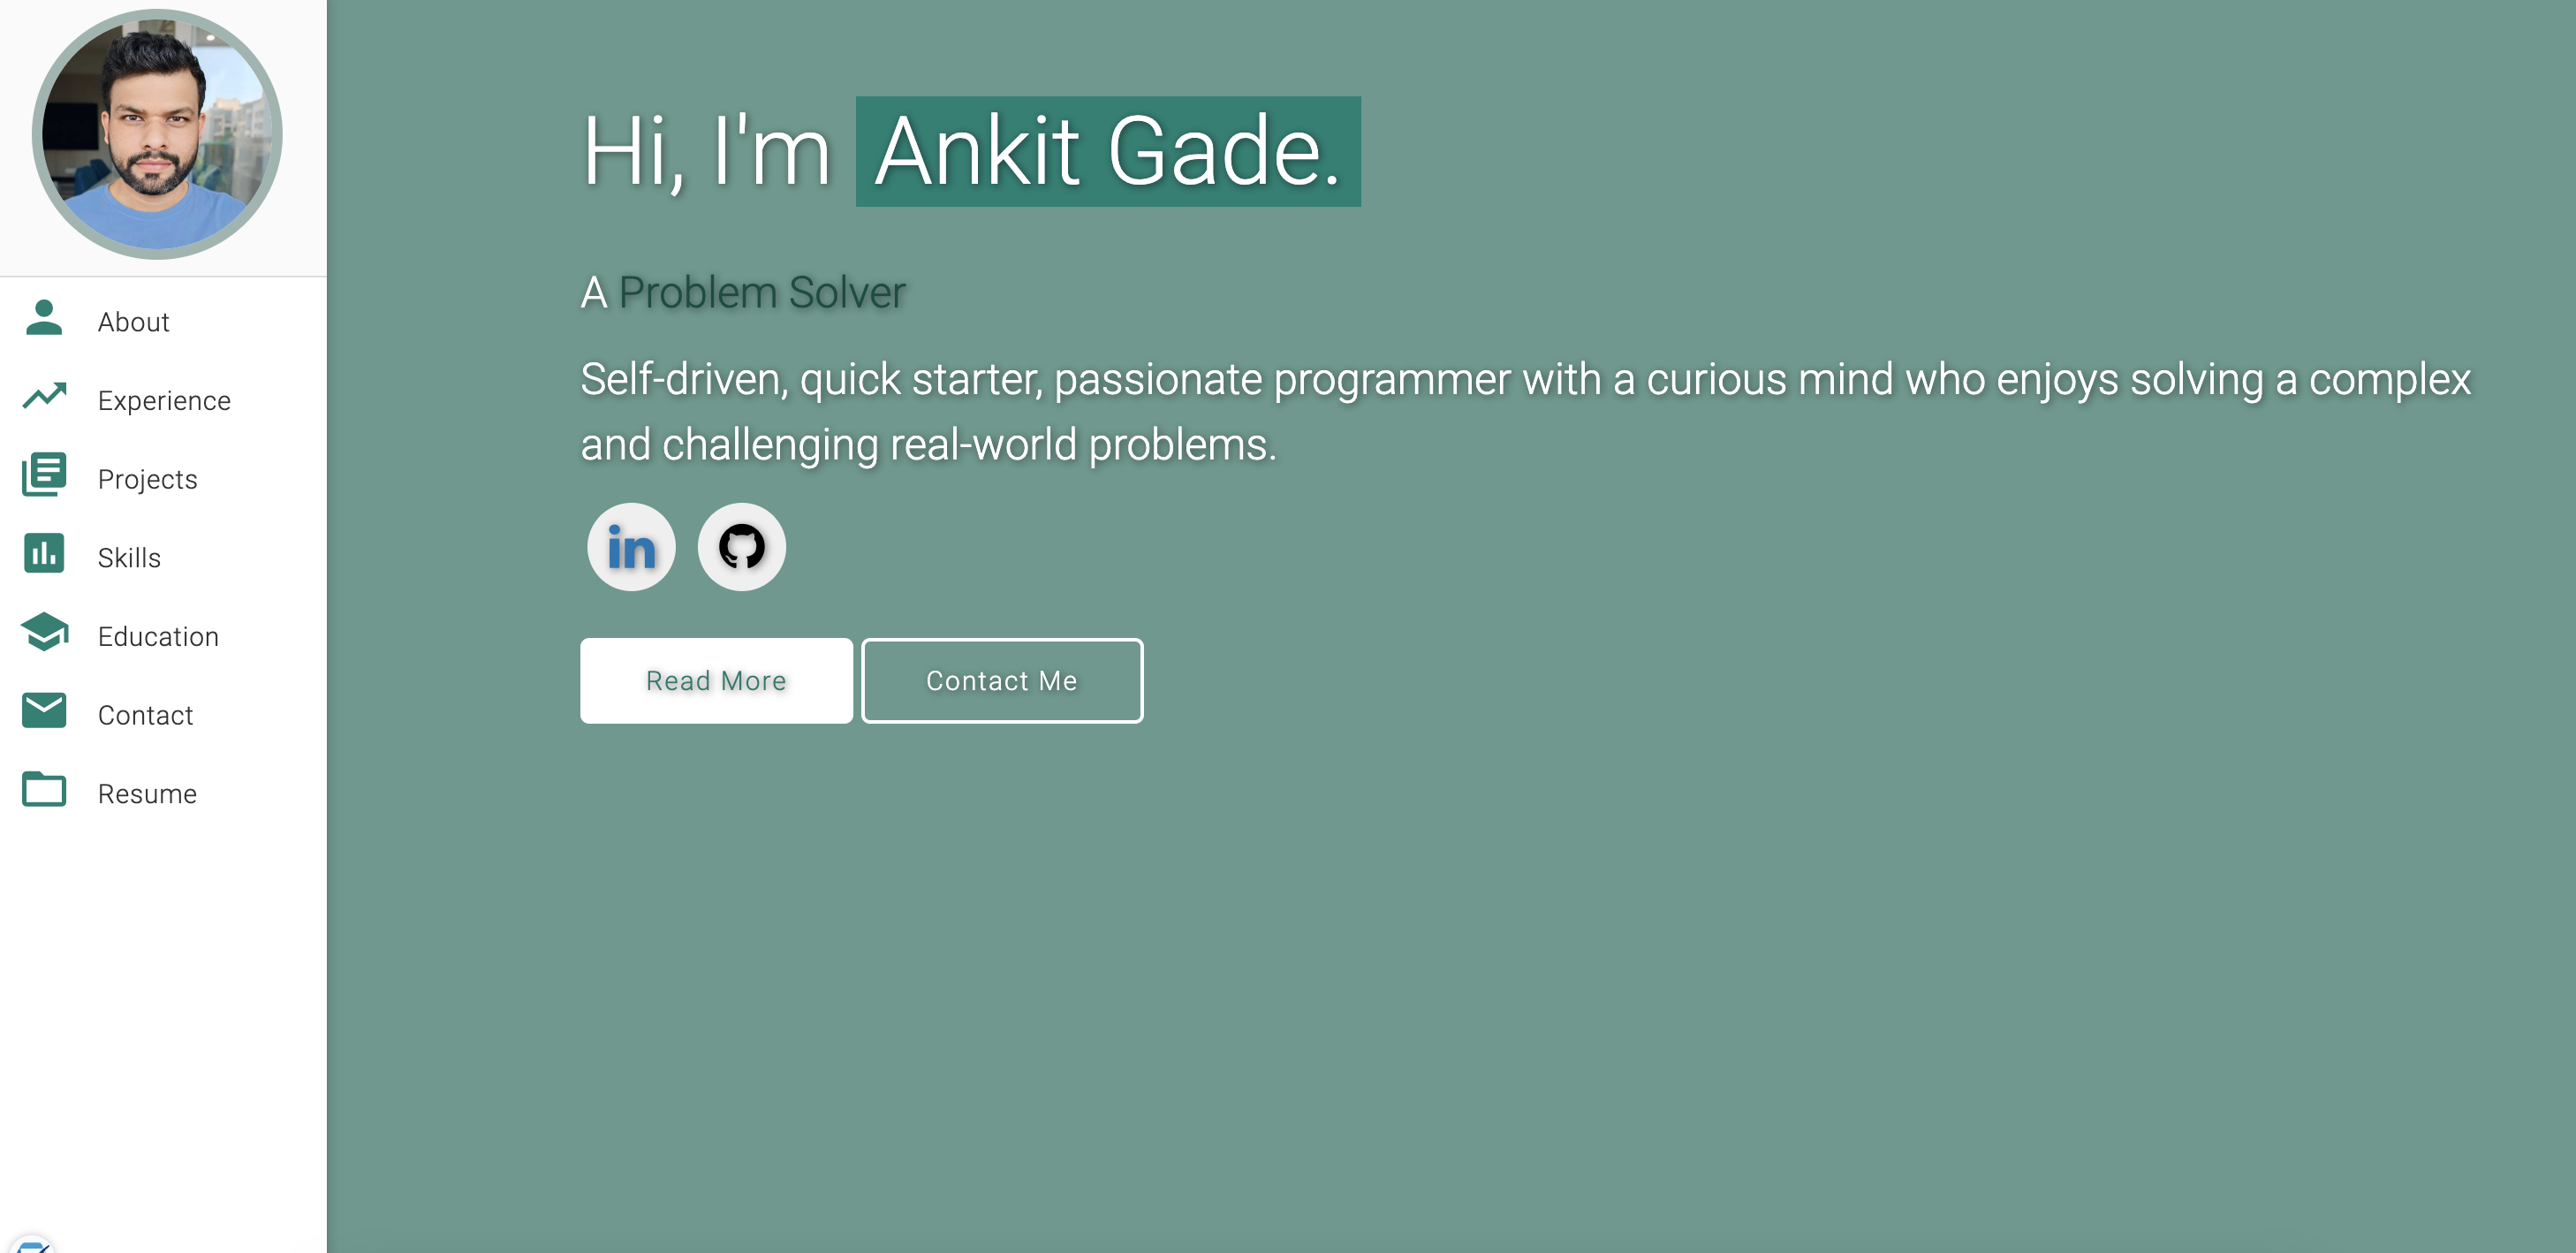 Hi, I'm Ankit Gade.
A Problem Solver
Self-driven, quick starter, passionate programmer with a curious mind who enjoys solving a complex
and challenging real-world problems.
in
Read More
Contact Me
About
Experience
Projects
Skills
Education
Contact
Resume